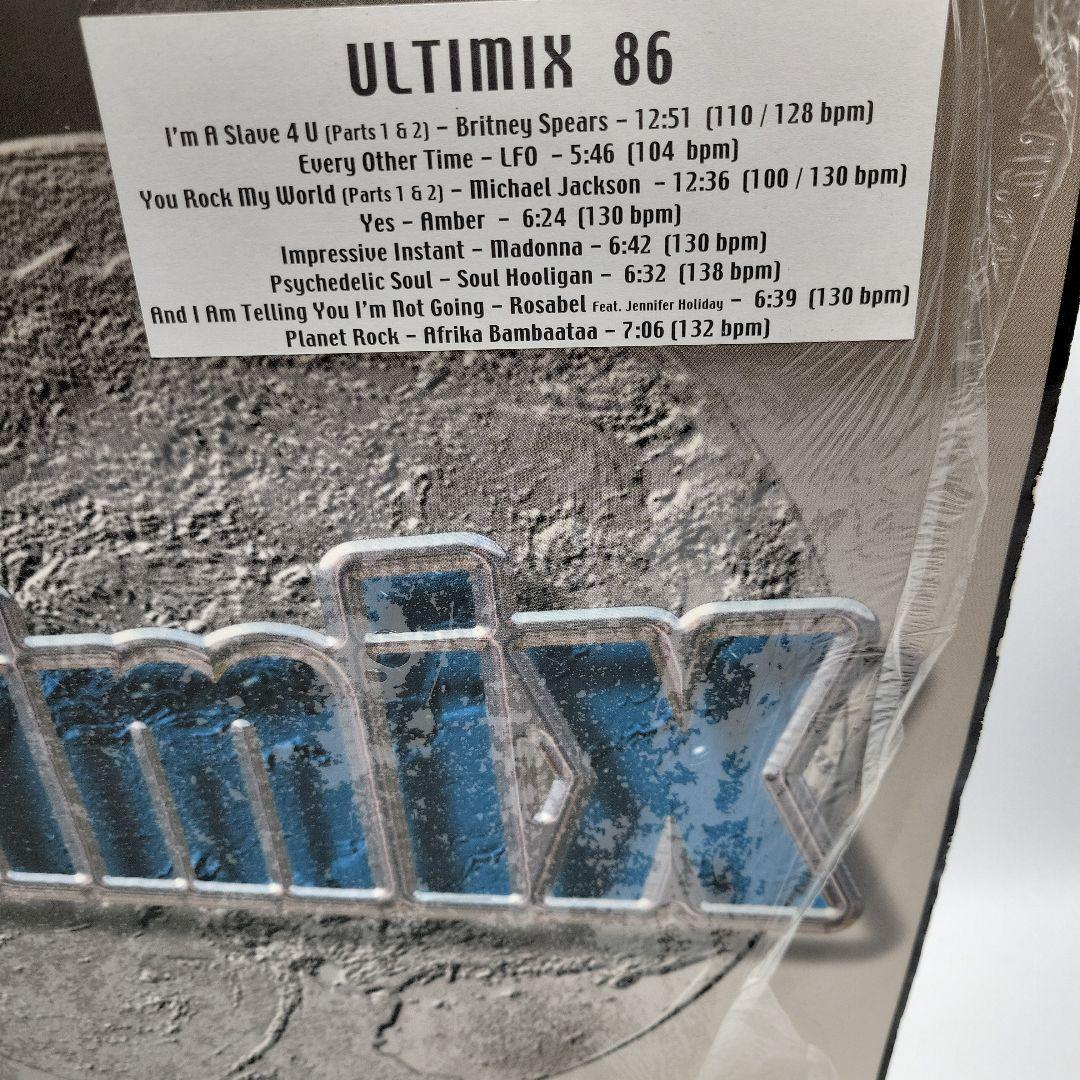 ULTIMIX 86
I'm A Slave 4 U (Parts 1 & 2) – Britney Spears – 12:51 (110 / 128 bpm)
Every Other Time – LFO – 5:46 (104 bpm)
You Rock My World (Parts 1 & 2) – Michael Jackson – 12:36 (100 / 130 bpm)
Yes – Amber – 6:24 (130 bpm)
Impressive Instant – Madonna – 6:42 (130 bpm)
Psychedelic Soul – Soul Hooligan – 6:32 (138 bpm)
And I Am Telling You I'm Not Going – Rosabel Feat. Jennifer Holiday – 6:39 (130 bpm)
Planet Rock – Afrika Bambaataa – 7:06 (132 bpm)
mix